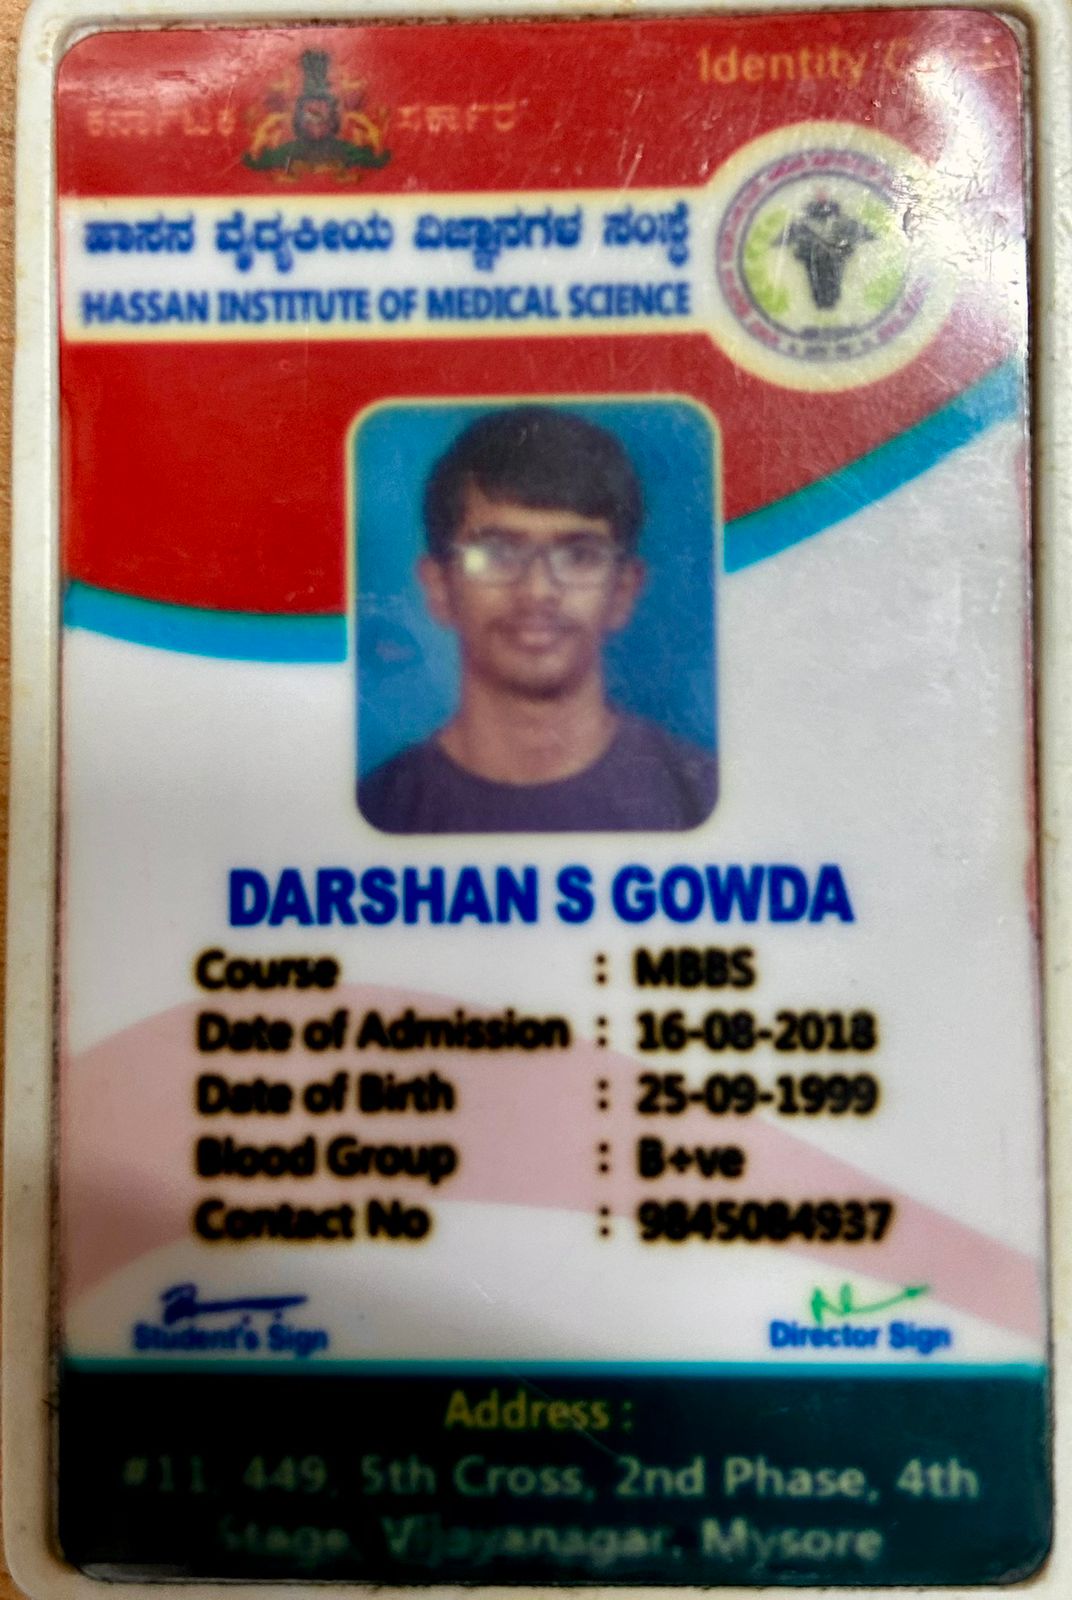 ಕರ್ನಾಟಕ ಸರ್ಕಾರ
Identity
ಹಾಸನ ವೈದ್ಯಕೀಯ ವಿಜ್ಞಾನಗಳ ಸಂಸ್ಥೆ
HASSAN INSTITUTE OF MEDICAL SCIENCE
DARSHAN S GOWDA
Course : MBBS
Date of Admission : 16-08-2018
Date of Birth : 25-09-1999
Blood Group : B+ve
Contact No : 9845084937
Student's Sign
Director Sign
Address :
#11, 449, 5th Cross, 2nd Phase, 4th
Stage, Vijayanagar, Mysore